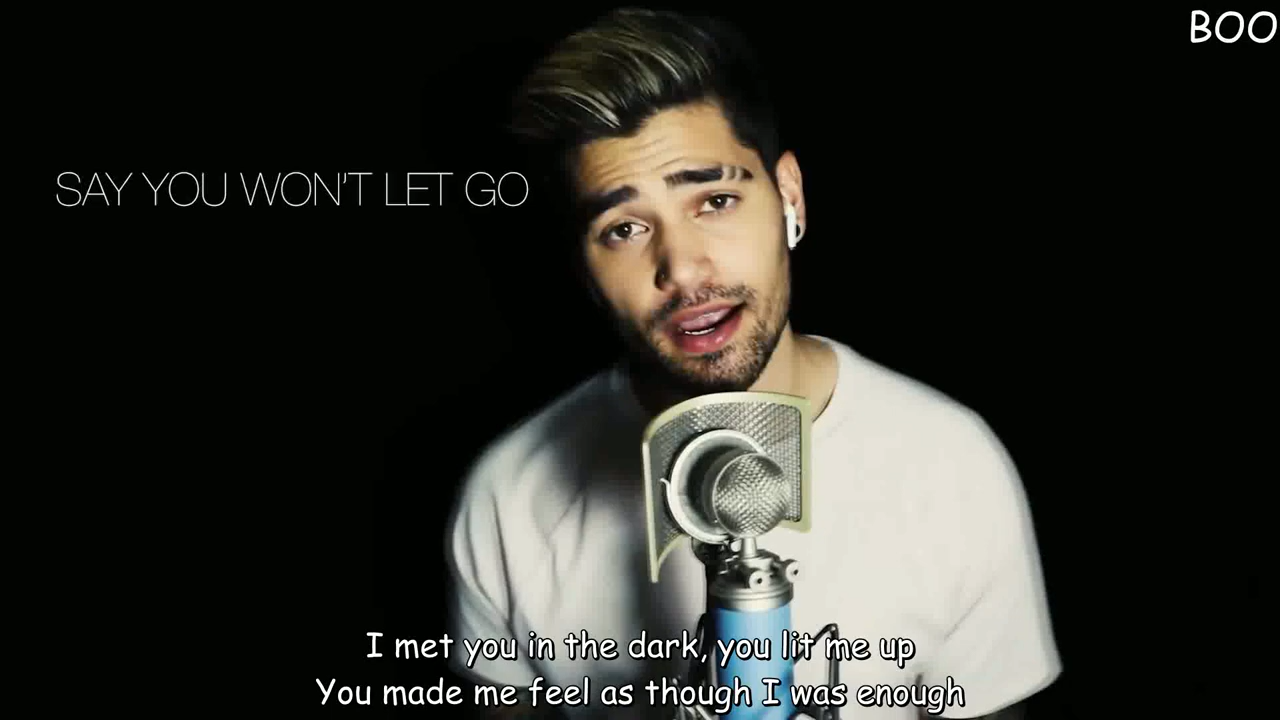 BOO
SAY YOU WON'T LET GO
I met you in the dark, you lit me up
You made me feel as though I was enough